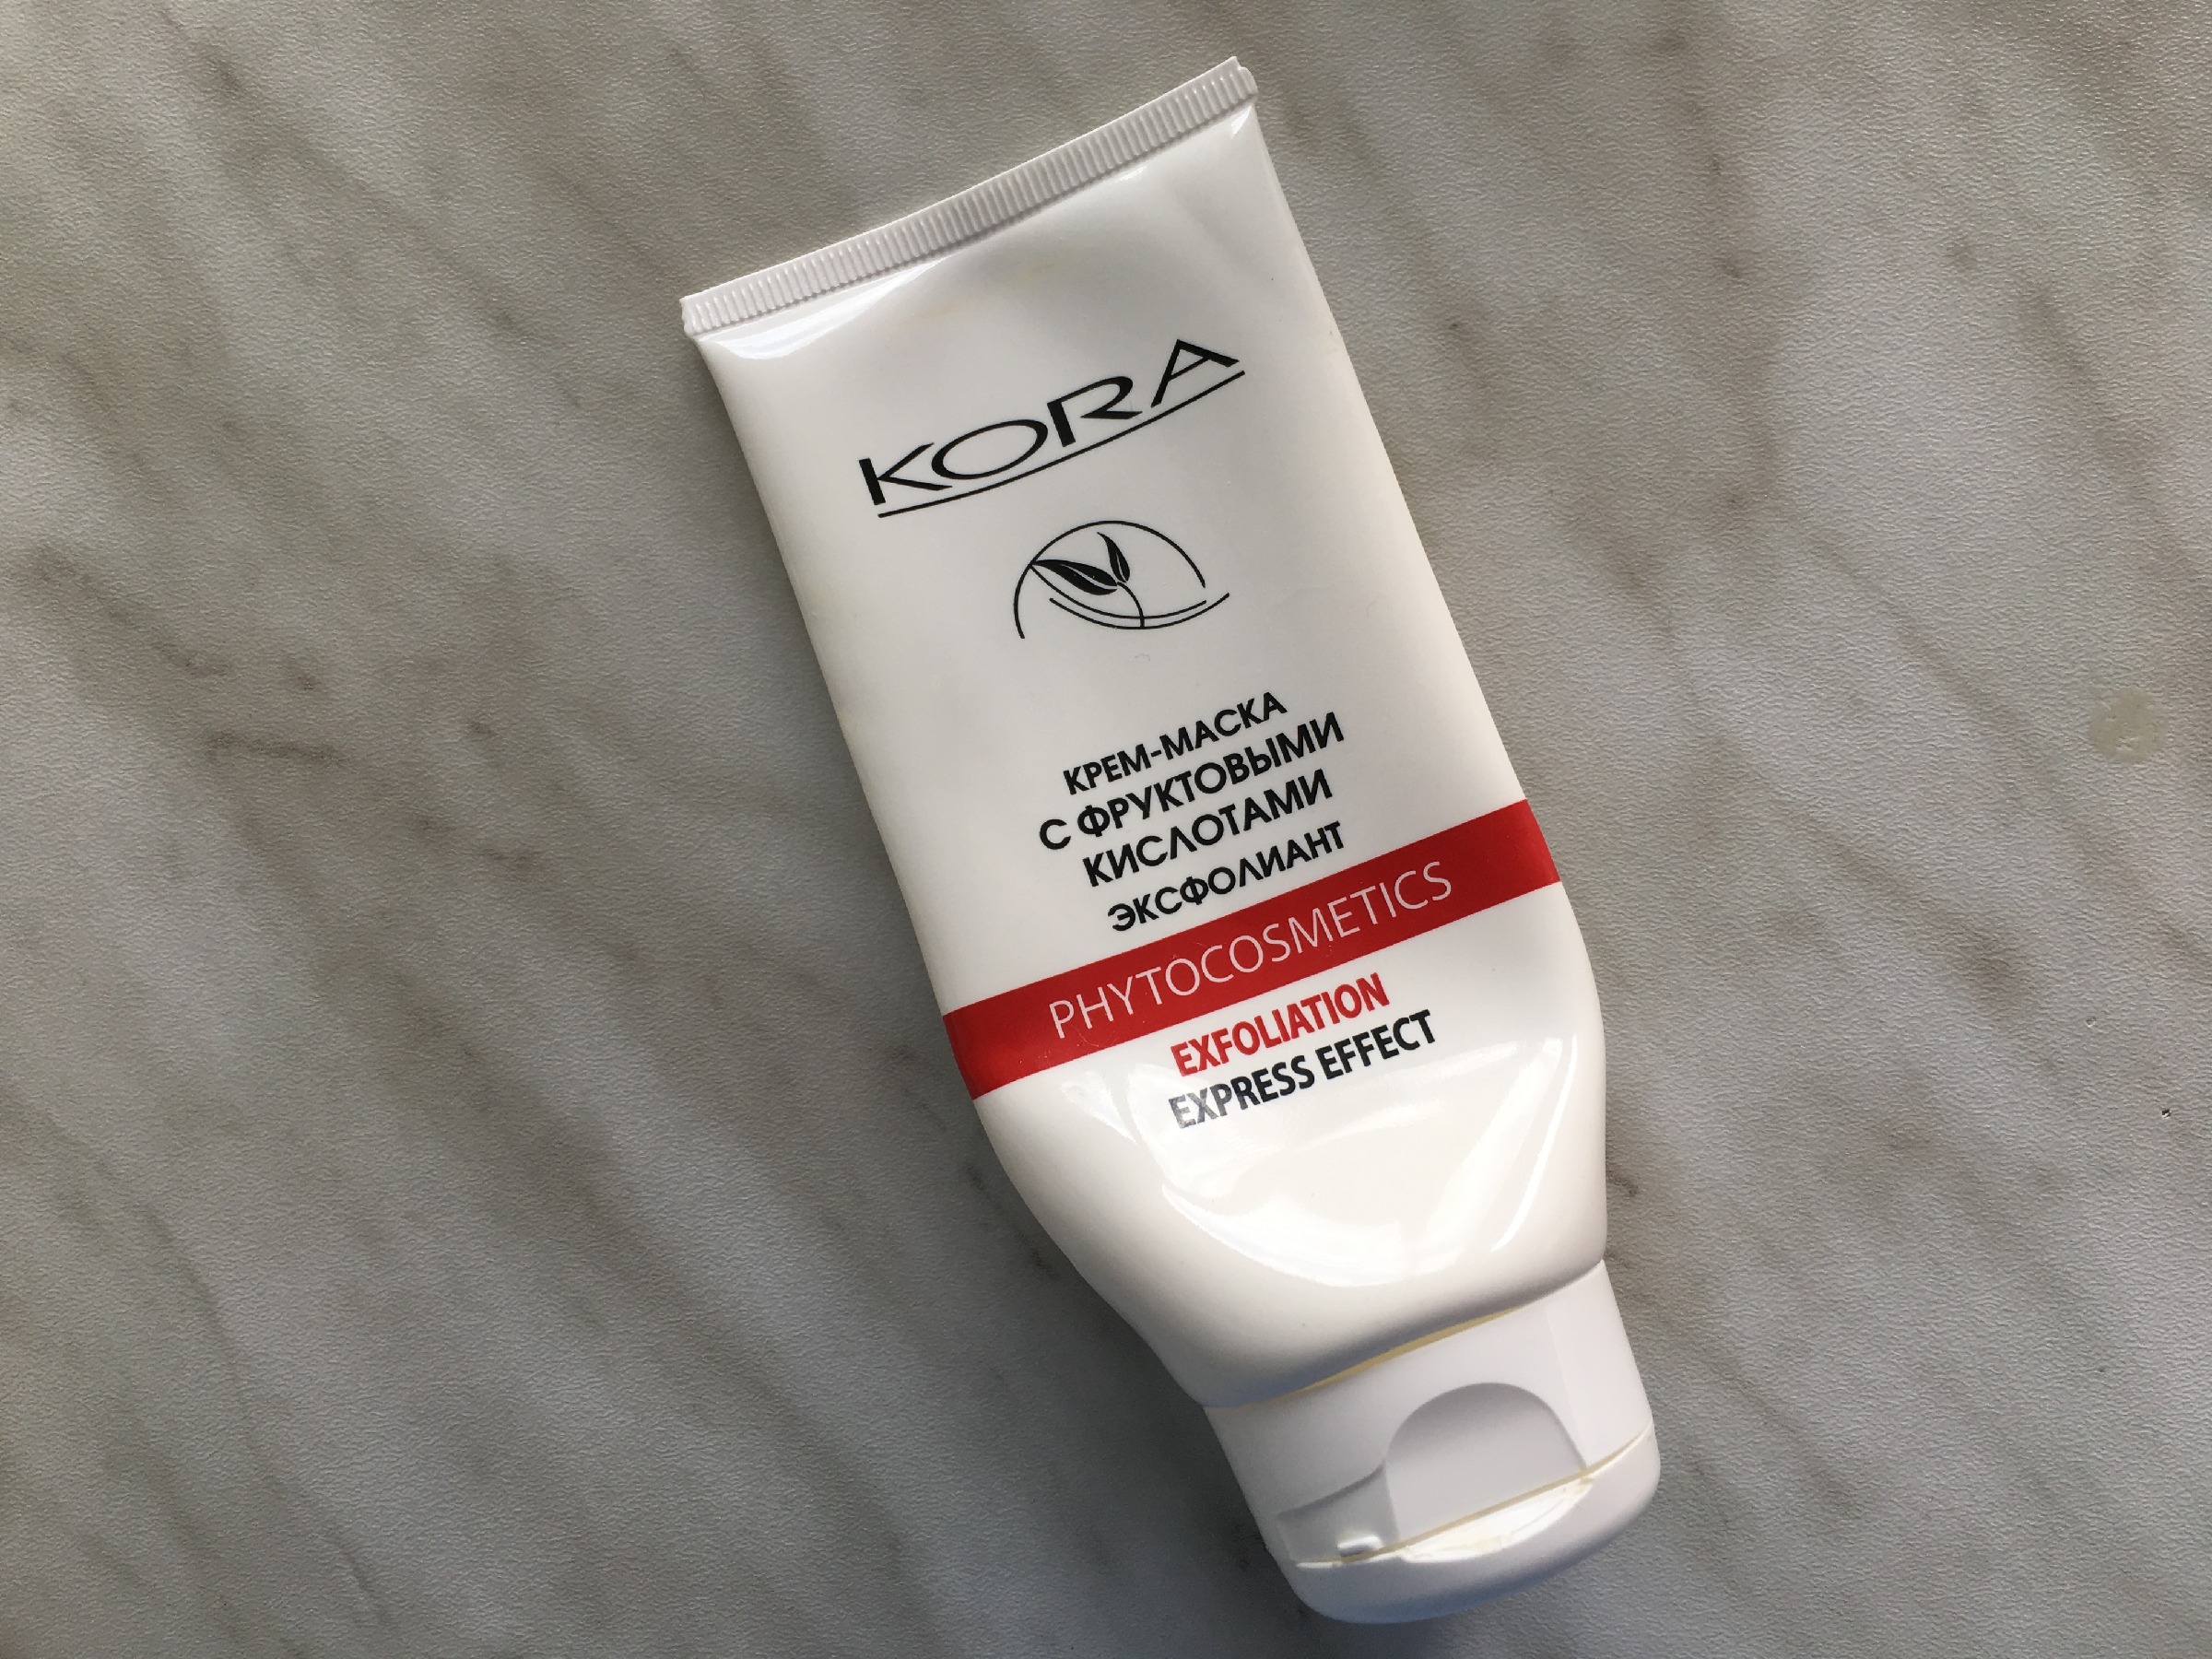 KORA
КРЕМ-МАСКА
С ФРУКТОВЫМИ
КИСЛОТАМИ
ЭКСФОЛИАНТ
PHYTOCOSMETICS
EXFOLIATION
EXPRESS EFFECT